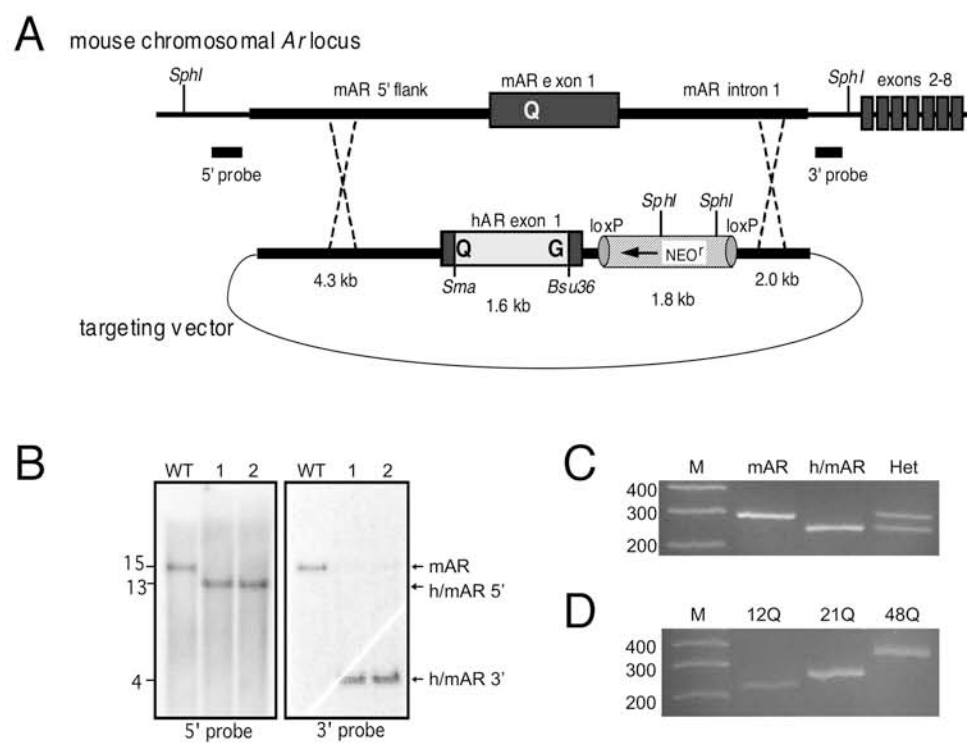 A
mouse chromosomal Ar locus
SphI
mAR 5' flank
mAR exon 1
mAR intron 1
SphI
exons 2-8
Q
5' probe
3' probe
hAR exon 1
loxP
SphI
SphI
loxP
Q
G
NEOr
4.3 kb
Sma
1.6 kb
Bsu36
1.8 kb
2.0 kb
targeting vector
B
WT 1 2
WT 1 2
15
13
4
mAR
h/mAR 5'
h/mAR 3'
5' probe
3' probe
C
M mAR h/mAR Het
400
300
200
D
M 12Q 21Q 48Q
400
300
200